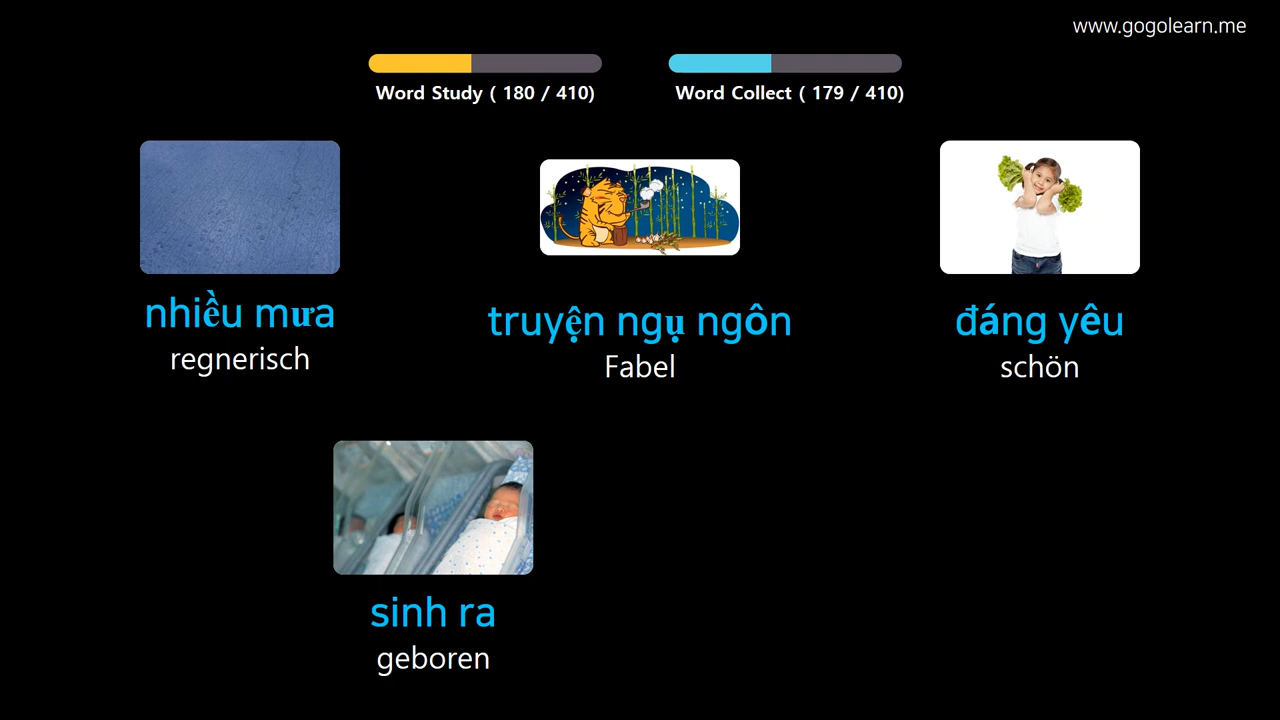 www.gogolearn.me
Word Study ( 180 / 410)
Word Collect ( 179 / 410)
nhiều mưa
regnerisch
truyện ngụ ngôn
Fabel
đáng yêu
schön
sinh ra
geboren